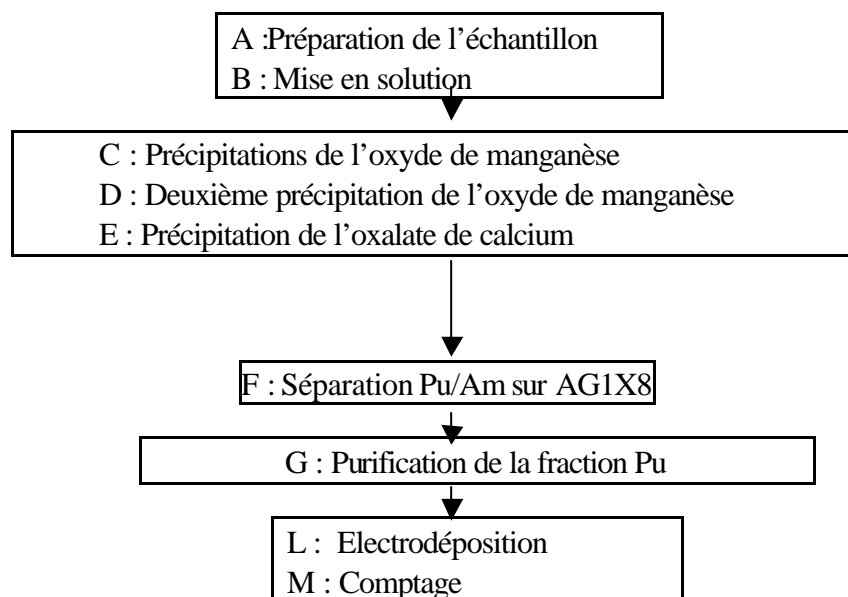 A :Préparation de l’échantillon
B : Mise en solution
C : Précipitations de l’oxyde de manganèse
D : Deuxième précipitation de l’oxyde de manganèse
E : Précipitation de l’oxalate de calcium
F : Séparation Pu/Am sur AG1X8
G : Purification de la fraction Pu
L : Electrodéposition
M : Comptage